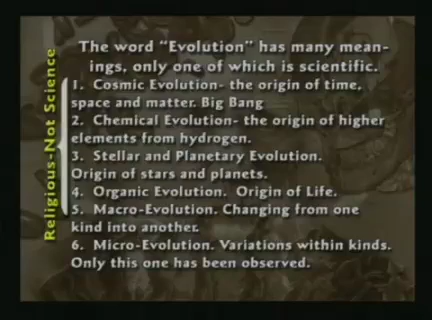 Religious-Not Science
The word "Evolution" has many mean-
ings, only one of which is scientific.
1. Cosmic Evolution- the origin of time,
space and matter. Big Bang
2. Chemical Evolution- the origin of higher
elements from hydrogen.
3. Stellar and Planetary Evolution.
Origin of stars and planets.
4. Organic Evolution. Origin of Life.
5. Macro-Evolution. Changing from one
kind into another.
6. Micro-Evolution. Variations within kinds.
Only this one has been observed.